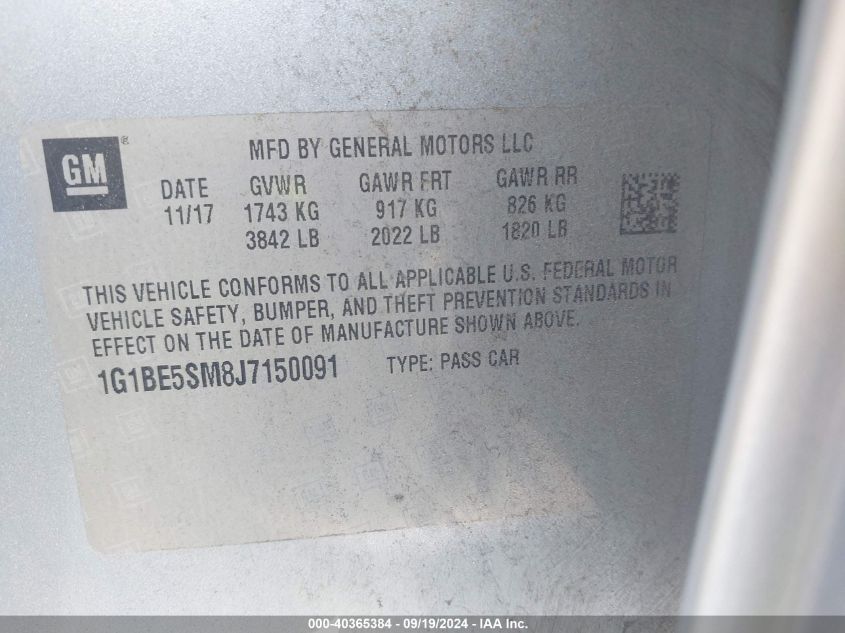 GM ®
MFD BY GENERAL MOTORS LLC
DATE GVWR GAWR FRT GAWR RR
11/17 1743 KG 917 KG 826 KG
3842 LB 2022 LB 1820 LB
THIS VEHICLE CONFORMS TO ALL APPLICABLE U.S. FEDERAL MOTOR
VEHICLE SAFETY, BUMPER, AND THEFT PREVENTION STANDARDS IN
EFFECT ON THE DATE OF MANUFACTURE SHOWN ABOVE.
1G1BE5SM8J7150091 TYPE: PASS CAR
000-40365384 - 09/19/2024 - IAA Inc.